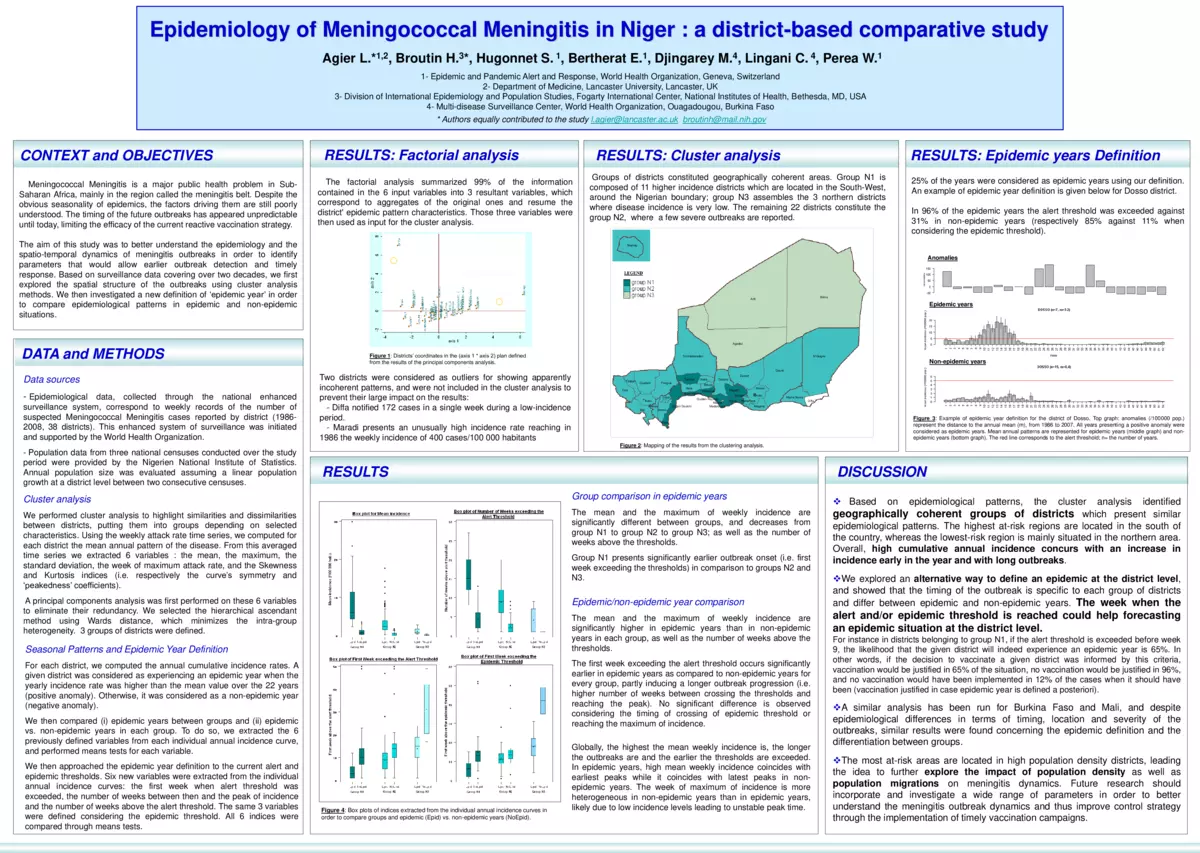 Epidemiology of Meningococcal Meningitis in Niger : a district-based comparative study
Agier L.*1,2, Broutin H.3*, Hugonnet S. 1, Bertherat E.1, Djingarey M.4, Lingani C. 4, Perea W.1
1- Epidemic and Pandemic Alert and Response, World Health Organization, Geneva, Switzerland
2- Department of Medicine, Lancaster University, Lancaster, UK
3- Division of International Epidemiology and Population Studies, Fogarty International Center, National Institutes of Health, Bethesda, MD, USA
4- Multi-disease Surveillance Center, World Health Organization, Ouagadougou, Burkina Faso
* Authors equally contributed to the study l.agier@lancaster.ac.uk broutinh@mail.nih.gov
CONTEXT and OBJECTIVES
Meningococcal Meningitis is a major public health problem in Sub-
Saharan Africa, mainly in the region called the meningitis belt. Despite the
obvious seasonality of epidemics, the factors driving them are still poorly
understood. The timing of the future outbreaks has appeared unpredictable
until today, limiting the efficacy of the current reactive vaccination strategy.
The aim of this study was to better understand the epidemiology and the
spatio-temporal dynamics of meningitis outbreaks in order to identify
parameters that would allow earlier outbreak detection and timely
response. Based on surveillance data covering over two decades, we first
explored the spatial structure of the outbreaks using cluster analysis
methods. We then investigated a new definition of 'epidemic year' in order
to compare epidemiological patterns in epidemic and non-epidemic
situations.
DATA and METHODS
Data sources
- Epidemiological data, collected through the national enhanced
surveillance system, correspond to weekly records of the number of
suspected Meningococcal Meningitis cases reported by district (1986-
2008, 38 districts). This enhanced system of surveillance was initiated
and supported by the World Health Organization.
- Population data from three national censuses conducted over the study
period were provided by the Nigerien National Institute of Statistics.
Annual population size was evaluated assuming a linear population
growth at a district level between two consecutive censuses.
Cluster analysis
We performed cluster analysis to highlight similarities and dissimilarities
between districts, putting them into groups depending on selected
characteristics. Using the weekly attack rate time series, we computed for
each district the mean annual pattern of the disease. From this averaged
time series we extracted 6 variables : the mean, the maximum, the
standard deviation, the week of maximum attack rate, and the Skewness
and Kurtosis indices (i.e. respectively the curve's symmetry and
'peakedness' coefficients).
A principal components analysis was first performed on these 6 variables
to eliminate their redundancy. We selected the hierarchical ascendant
method using Wards distance, which minimizes the intra-group
heterogeneity. 3 groups of districts were defined.
Seasonal Patterns and Epidemic Year Definition
For each district, we computed the annual cumulative incidence rates. A
given district was considered as experiencing an epidemic year when the
yearly incidence rate was higher than the mean value over the 22 years
(positive anomaly). Otherwise, it was considered as a non-epidemic year
(negative anomaly).
We then compared (i) epidemic years between groups and (ii) epidemic
vs. non-epidemic years in each group. To do so, we extracted the 6
previously defined variables from each individual annual incidence curve,
and performed means tests for each variable.
We then approached the epidemic year definition to the current alert and
epidemic thresholds. Six new variables were extracted from the individual
annual incidence curves: the first week when alert threshold was
exceeded, the number of weeks between then and the peak of incidence
and the number of weeks above the alert threshold. The same 3 variables
were defined considering the epidemic threshold. All 6 indices were
compared through means tests.
RESULTS: Factorial analysis
The factorial analysis summarized 99% of the information
contained in the 6 input variables into 3 resultant variables, which
correspond to aggregates of the original ones and resume the
district' epidemic pattern characteristics. Those three variables were
then used as input for the cluster analysis.
axis 2
axis 1
Figure 1: Districts' coordinates in the (axis 1 * axis 2) plan defined
from the results of the principal components analysis.
Two districts were considered as outliers for showing apparently
incoherent patterns, and were not included in the cluster analysis to
prevent their large impact on the results:
- Diffa notified 172 cases in a single week during a low-incidence
period.
- Maradi presents an unusually high incidence rate reaching in
1986 the weekly incidence of 400 cases/100 000 habitants
RESULTS: Cluster analysis
Groups of districts constituted geographically coherent areas. Group N1 is
composed of 11 higher incidence districts which are located in the South-West,
around the Nigerian boundary; group N3 assembles the 3 northern districts
where disease incidence is very low. The remaining 22 districts constitute the
group N2, where a few severe outbreaks are reported.
LEGEND
group N1
group N2
group N3
Figure 2: Mapping of the results from the clustering analysis.
RESULTS: Epidemic years Definition
25% of the years were considered as epidemic years using our definition.
An example of epidemic year definition is given below for Dosso district.
In 96% of the epidemic years the alert threshold was exceeded against
31% in non-epidemic years (respectively 85% against 11% when
considering the epidemic threshold).
Anomalies
Epidemic years
Non-epidemic years
Figure 3: Example of epidemic year definition for the district of Dosso. Top graph: anomalies (/100000 pop.)
represent the distance to the annual mean (m), from 1986 to 2007. All years presenting a positive anomaly were
considered as epidemic years. Mean annual patterns are represented for epidemic years (middle graph) and non-
epidemic years (bottom graph). The red line corresponds to the alert threshold. n= the number of years.
RESULTS
Box plot for Mean incidence
Box plot of Number of Weeks exceeding the
Alert Threshold
Box plot of First Week exceeding the Alert Threshold
Box plot of First Week exceeding the
Epidemic Threshold
Figure 4: Box plots of indices extracted from the individual annual incidence curves in
order to compare groups and epidemic (Epid) vs. non-epidemic years (NoEpid).
Group comparison in epidemic years
The mean and the maximum of weekly incidence are
significantly different between groups, and decreases from
group N1 to group N2 to group N3; as well as the number of
weeks above the thresholds.
Group N1 presents significantly earlier outbreak onset (i.e. first
week exceeding the thresholds) in comparison to groups N2 and
N3.
Epidemic/non-epidemic year comparison
The mean and the maximum of weekly incidence are
significantly higher in epidemic years than in non-epidemic
years in each group, as well as the number of weeks above the
thresholds.
The first week exceeding the alert threshold occurs significantly
earlier in epidemic years as compared to non-epidemic years for
every group, partly inducing a longer outbreak progression (i.e.
higher number of weeks between crossing the thresholds and
reaching the peak). No significant difference is observed
considering the timing of crossing of epidemic threshold or
reaching the maximum of incidence.
Globally, the highest the mean weekly incidence is, the longer
the outbreaks are and the earlier the thresholds are exceeded.
In epidemic years, high mean weekly incidence coincides with
earliest peaks while it coincides with latest peaks in non-
epidemic years. The week of maximum of incidence is more
heterogeneous in non-epidemic years than in epidemic years,
likely due to low incidence levels leading to unstable peak time.
DISCUSSION
❖ Based on epidemiological patterns, the cluster analysis identified
geographically coherent groups of districts which present similar
epidemiological patterns. The highest at-risk regions are located in the south of
the country, whereas the lowest-risk region is mainly situated in the northern area.
Overall, high cumulative annual incidence concurs with an increase in
incidence early in the year and with long outbreaks.
❖We explored an alternative way to define an epidemic at the district level,
and showed that the timing of the outbreak is specific to each group of districts
and differ between epidemic and non-epidemic years. The week when the
alert and/or epidemic threshold is reached could help forecasting
an epidemic situation at the district level.
For instance in districts belonging to group N1, if the alert threshold is exceeded before week
9, the likelihood that the given district will indeed experience an epidemic year is 65%. In
other words, if the decision to vaccinate a given district was informed by this criteria,
vaccination would be justified in 65% of the situation, no vaccination would be justified in 96%,
and no vaccination would have been implemented in 12% of the cases when it should have
been (vaccination justified in case epidemic year is defined a posteriori).
❖A similar analysis has been run for Burkina Faso and Mali, and despite
epidemiological differences in terms of timing, location and severity of the
outbreaks, similar results were found concerning the epidemic definition and the
differentiation between groups.
❖The most at-risk areas are located in high population density districts, leading
the idea to further explore the impact of population density as well as
population migrations on meningitis dynamics. Future research should
incorporate and investigate a wide range of parameters in order to better
understand the meningitis outbreak dynamics and thus improve control strategy
through the implementation of timely vaccination campaigns.